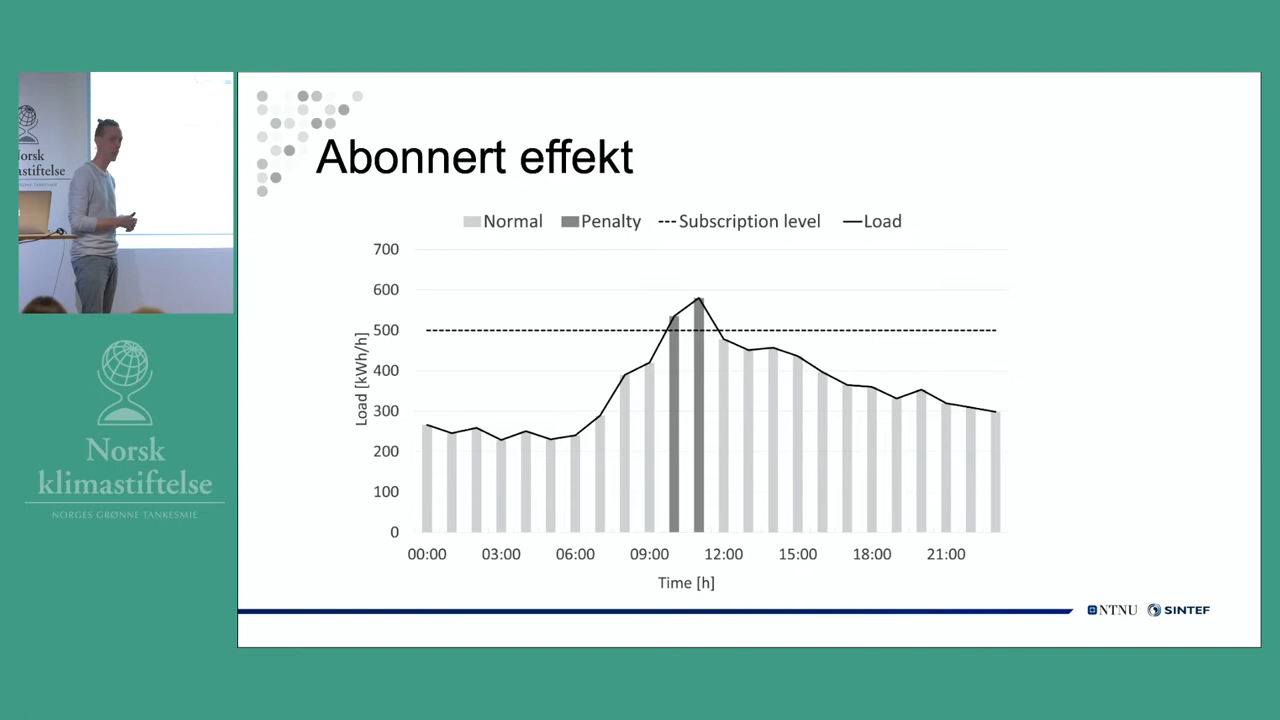 Norsk
mastiftelse
Abonnert effekt
Normal Penalty Subscription level Load
700
600
500
400
300
200
100
0
Load [kWh/h]
00:00 03:00 06:00 09:00 12:00 15:00 18:00 21:00
Time [h]
NTNU SINTEF
Norsk
klimastiftelse
NORGES GRØNNE TANKESMIE